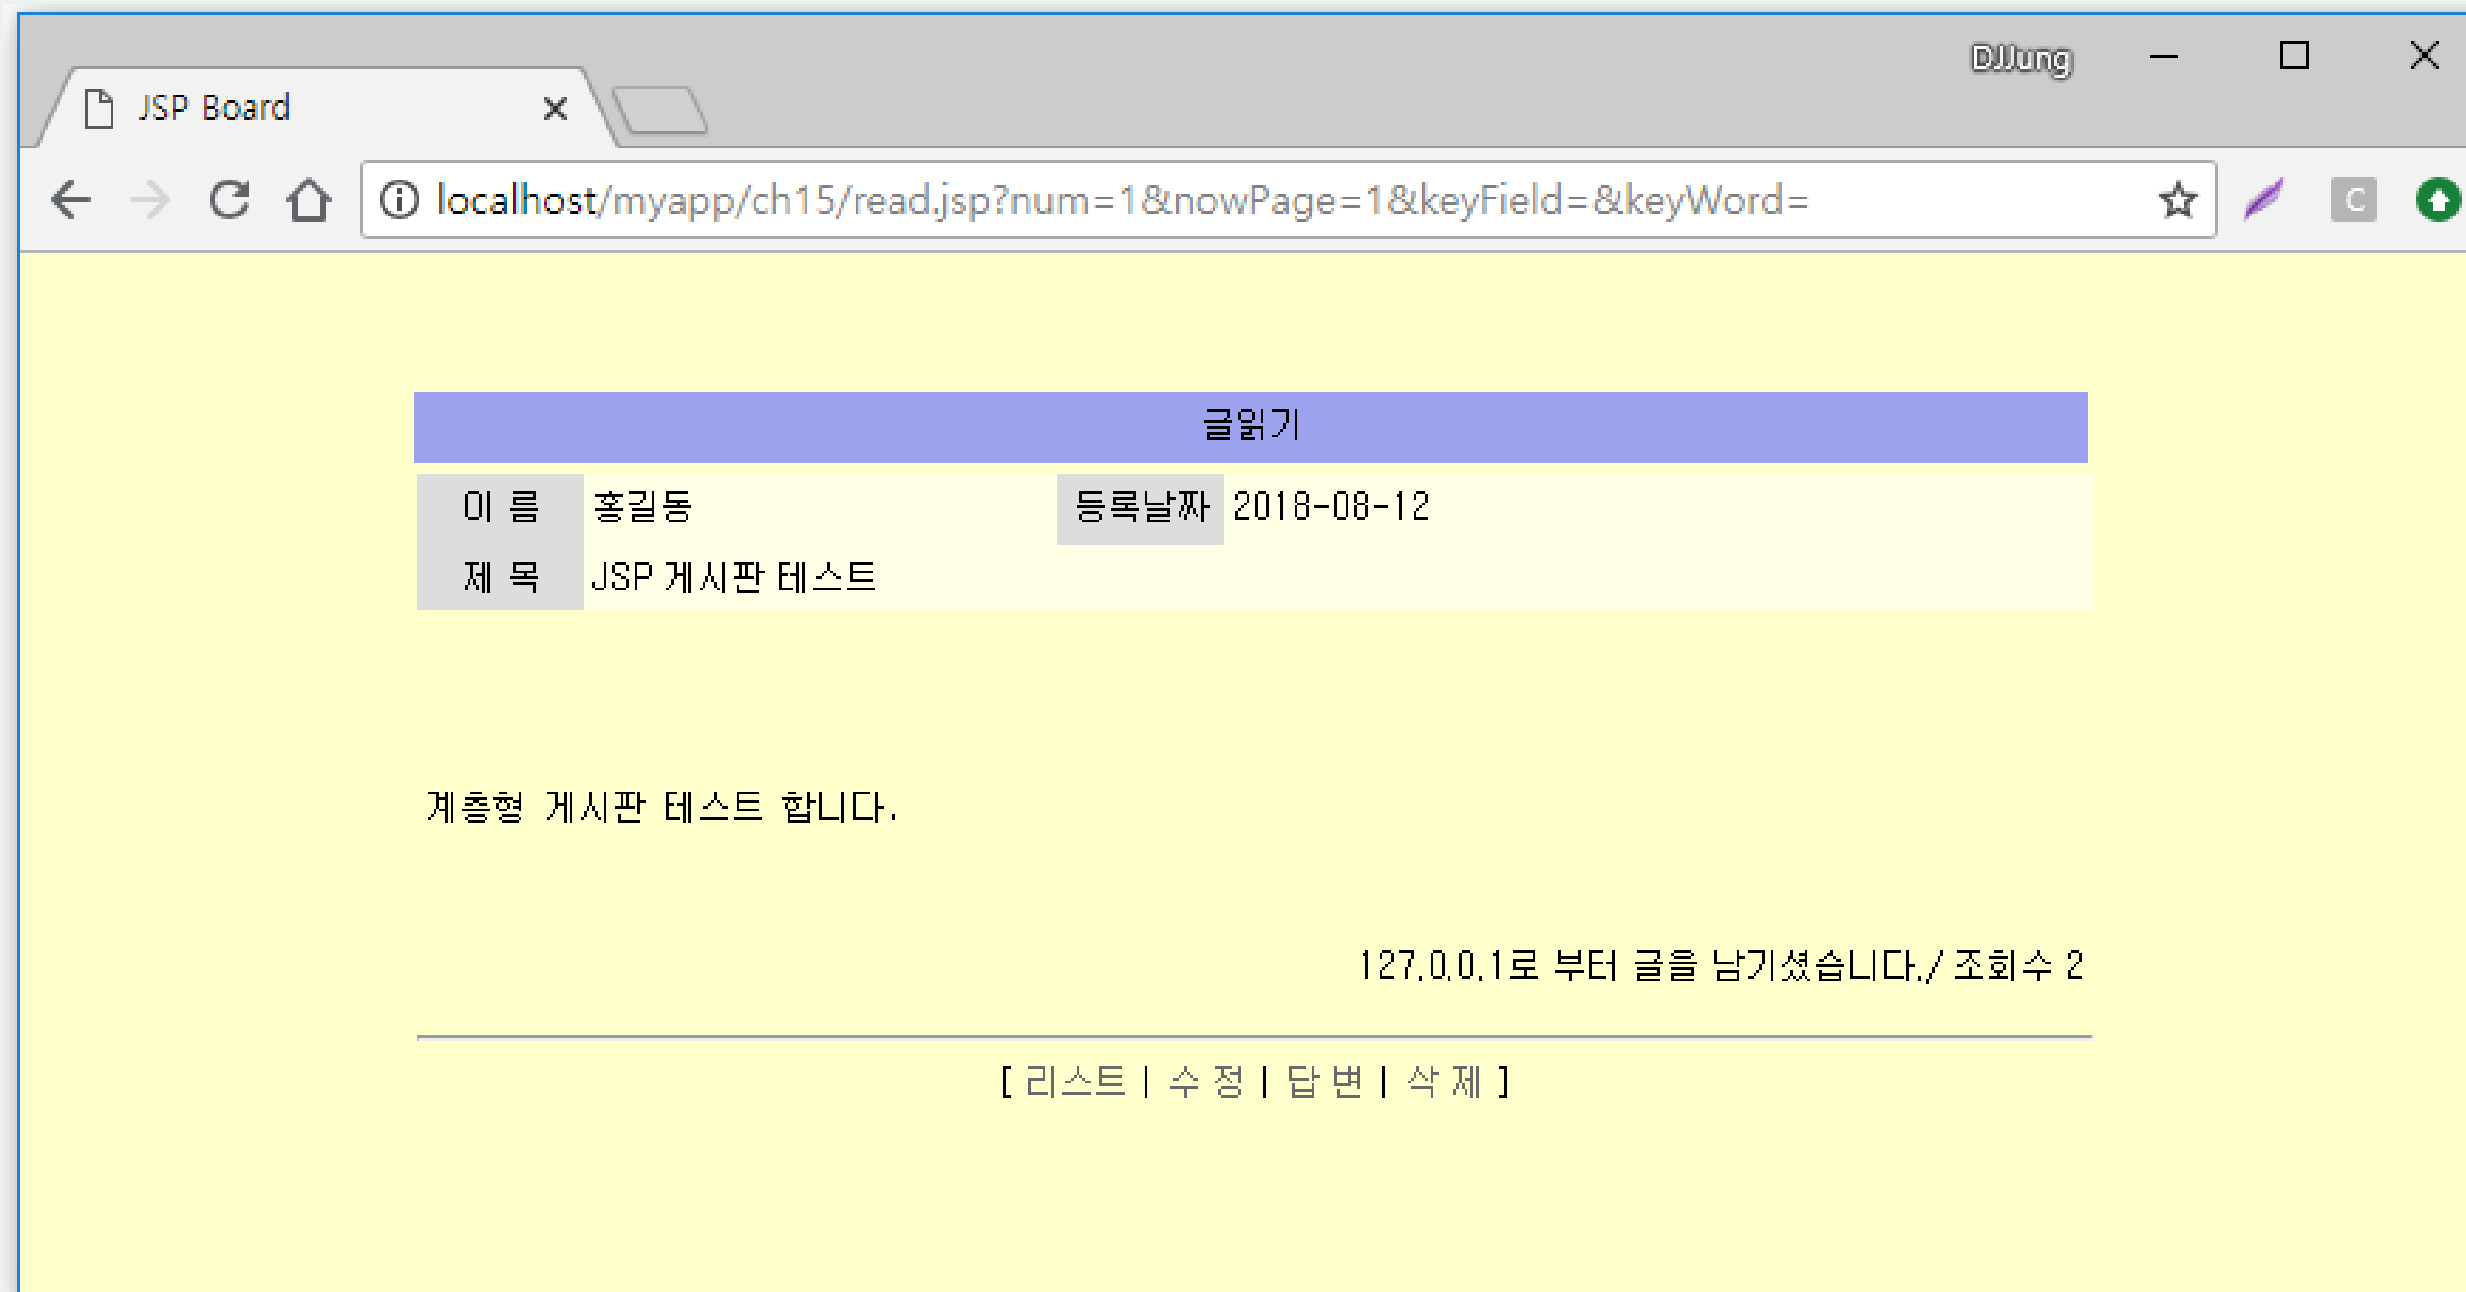 DJJung
JSP Board
localhost/myapp/ch15/read.jsp?num=1&nowPage=1&keyField=&keyWord=
C
글읽기
이 름 홍길동 등록날짜 2018-08-12
제 목 JSP 게시판 테스트
계층형 게시판 테스트 합니다.
127.0.0.1로 부터 글을 남기셨습니다./ 조회수 2
[ 리스트 | 수 정 | 답 변 | 삭 제 ]